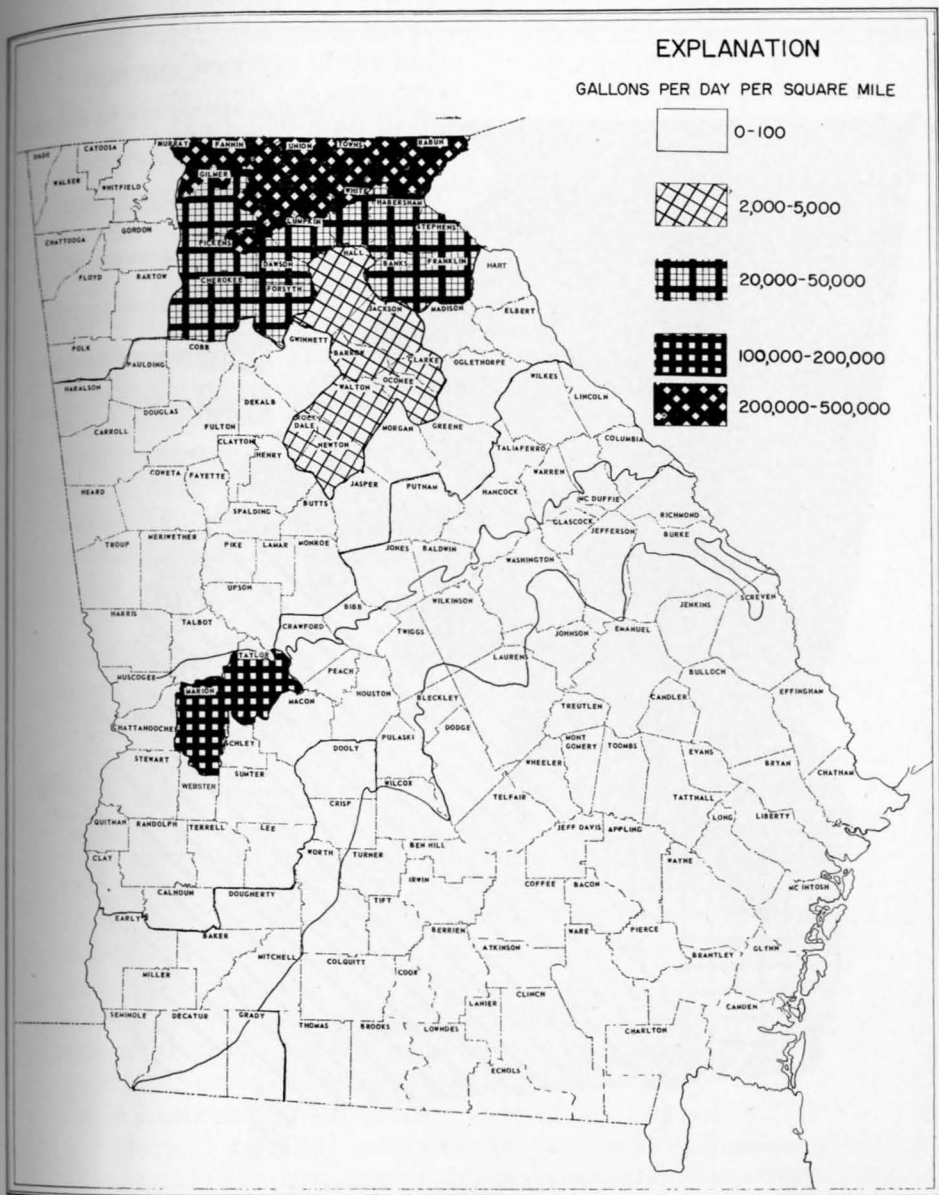 EXPLANATION
GALLONS PER DAY PER SQUARE MILE
0-100
2,000-5,000
20,000-50,000
100,000-200,000
200,000-500,000
DADE
CATOOSA
MURRAY
FANNIN
UNION
TOWNS
RABUN
WALKER
WHITFIELD
GILMER
WHITE
HABERSHAM
LUMPKIN
STEPHENS
CHATTOOGA
GORDON
PICKENS
DAWSON
HALL
BANKS
FRANKLIN
HART
FLOYD
BARTOW
CHEROKEE
FORSYTH
JACKSON
MADISON
ELBERT
POLK
PAULDING
COBB
GWINNETT
BARROW
CLARKE
OGLETHORPE
WILKES
LINCOLN
HARALSON
DOUGLAS
FULTON
DEKALB
WALTON
OCONEE
CARROLL
CLAYTON
ROCK
DALE
NEWTON
MORGAN
GREENE
TALIAFERRO
COLUMBIA
COWETA
FAYETTE
HENRY
WARREN
HEARD
SPALDING
BUTTS
JASPER
PUTNAM
HANCOCK
MC DUFFIE
GLASCOCK
RICHMOND
TROUP
MERIWETHER
PIKE
LAMAR
MONROE
JONES
BALDWIN
WASHINGTON
JEFFERSON
BURKE
UPSON
BIBB
WILKINSON
JENKINS
SCREVEN
HARRIS
TALBOT
CRAWFORD
TWIGGS
JOHNSON
EMANUEL
TAYLOR
LAURENS
MUSCOGEE
MARION
PEACH
HOUSTON
BLECKLEY
TREUTLEN
CANDLER
BULLOCH
EFFINGHAM
CHATTAHOOCHEE
SCHLEY
MACON
DOOLY
PULASKI
DODGE
MONT
GOMERY
TOOMBS
EVANS
BRYAN
CHATHAM
STEWART
WEBSTER
SUMTER
WILCOX
WHEELER
TATTNALL
CRISP
TELFAIR
LONG
LIBERTY
QUITMAN
RANDOLPH
TERRELL
LEE
JEFF DAVIS
APPLING
CLAY
WORTH
TURNER
BEN HILL
WAYNE
CALHOUN
DOUGHERTY
IRWIN
COFFEE
BACON
MC INTOSH
EARLY
BAKER
TIFT
BERRIEN
ATKINSON
WARE
PIERCE
MILLER
MITCHELL
COLQUITT
COOK
BRANTLEY
GLYNN
SEMINOLE
DECATUR
GRADY
THOMAS
BROOKS
LANIER
LOWNDES
CLINCH
CHARLTON
CAMDEN
ECHOLS